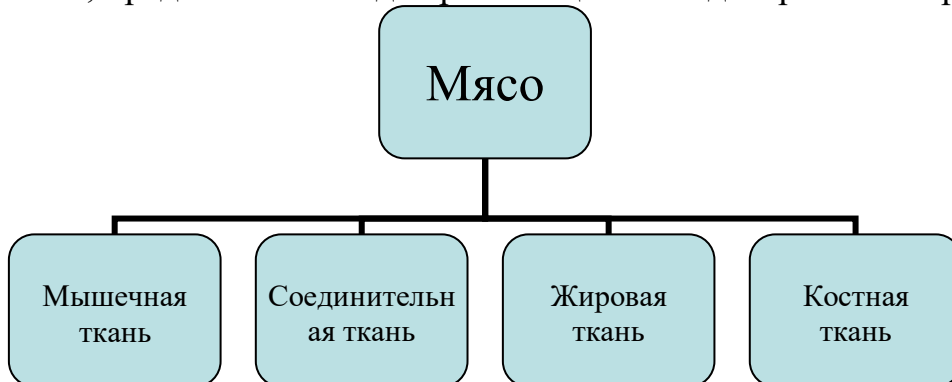 Мясо
Мышечная
ткань
Соединительн
ая ткань
Жировая
ткань
Костная
ткань